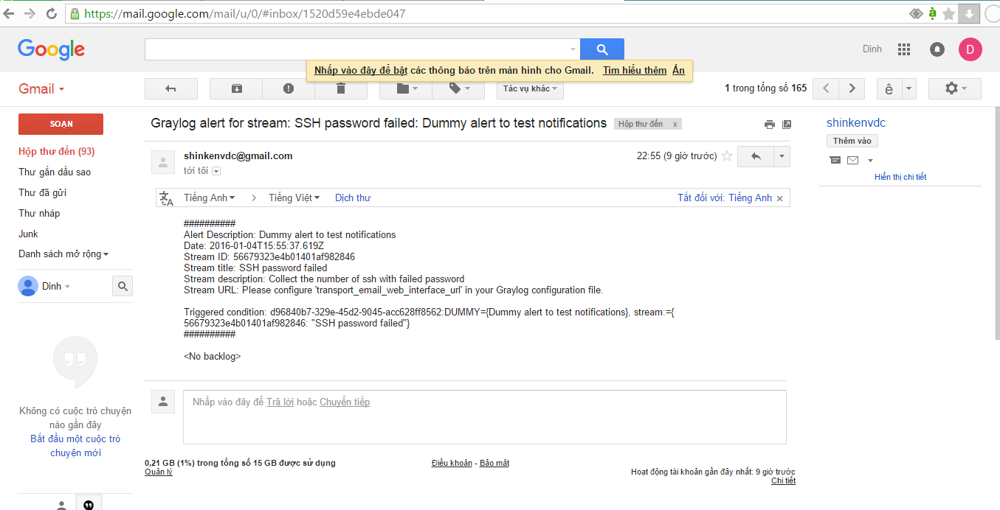 https://mail.google.com/mail/u/0/#inbox/1520d59e4ebde047
Google
Dinh
D
Nhấp vào đây để bật các thông báo trên màn hình cho Gmail. Tìm hiểu thêm Ẩn
Gmail
Tác vụ khác
1 trong tổng số 165
ê
SOẠN
Hộp thư đến (93)
Thư gắn dấu sao
Thư đã gửi
Thư nháp
Junk
Danh sách mở rộng
Dinh
Không có cuộc trò chuyện
nào gần đây
Bắt đầu một cuộc trò
chuyện mới
Graylog alert for stream: SSH password failed: Dummy alert to test notifications
Hộp thư đến x
shinkenvdc@gmail.com
22:55 (9 giờ trước)
tới tôi
Tiếng Anh > Tiếng Việt Dịch thư
Tắt đối với: Tiếng Anh x
##########
Alert Description: Dummy alert to test notifications
Date: 2016-01-04T15:55:37.619Z
Stream ID: 56679323e4b01401af982846
Stream title: SSH password failed
Stream description: Collect the number of ssh with failed password
Stream URL: Please configure 'transport_email_web_interface_url' in your Graylog configuration file.
Triggered condition: d96840b7-329e-45d2-9045-acc628ff8562:DUMMY={Dummy alert to test notifications}, stream:={
56679323e4b01401af982846: "SSH password failed"}
##########
<No backlog>
Nhấp vào đây để Trả lời hoặc Chuyển tiếp
0,21 GB (1%) trong tổng số 15 GB được sử dụng
Quản lý
Điều khoản - Bảo mật
Hoạt động tài khoản gần đây nhất: 9 giờ trước
Chi tiết
shinkenvdc
Thêm vào
Hiển thị chi tiết